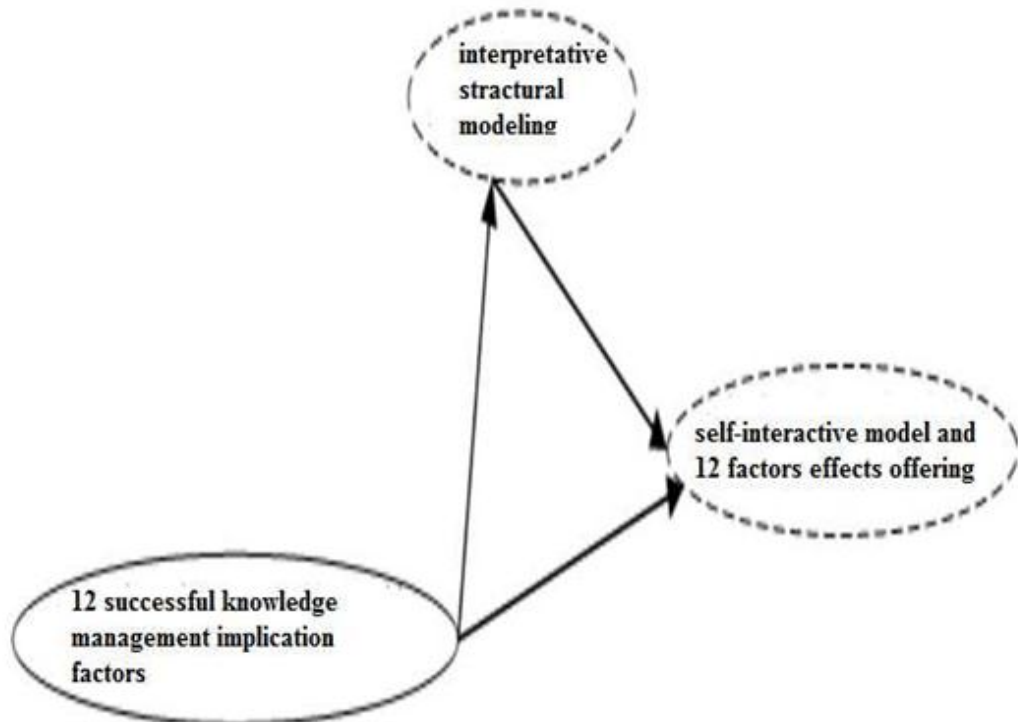 interpretative
stractural
modeling
self-interactive model and
12 factors effects offering
12 successful knowledge
management implication
factors